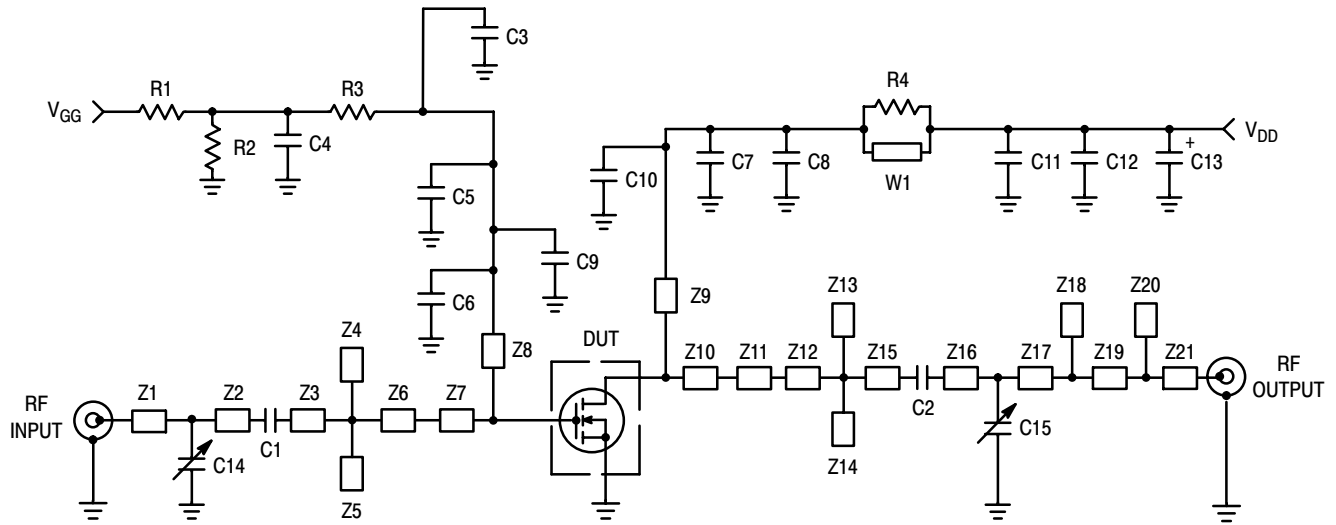 C3
R1
R3
R4
VGG
VDD
R2
C4
C7
C8
C11
C12
+
C13
C10
W1
C5
C9
C6
Z9
Z13
Z18
Z20
Z4
Z8
DUT
Z10
Z11
Z12
Z15
Z16
Z17
Z19
Z21
RF
OUTPUT
RF
INPUT
Z1
Z2
Z3
Z6
Z7
C2
C1
C14
C15
Z14
Z5